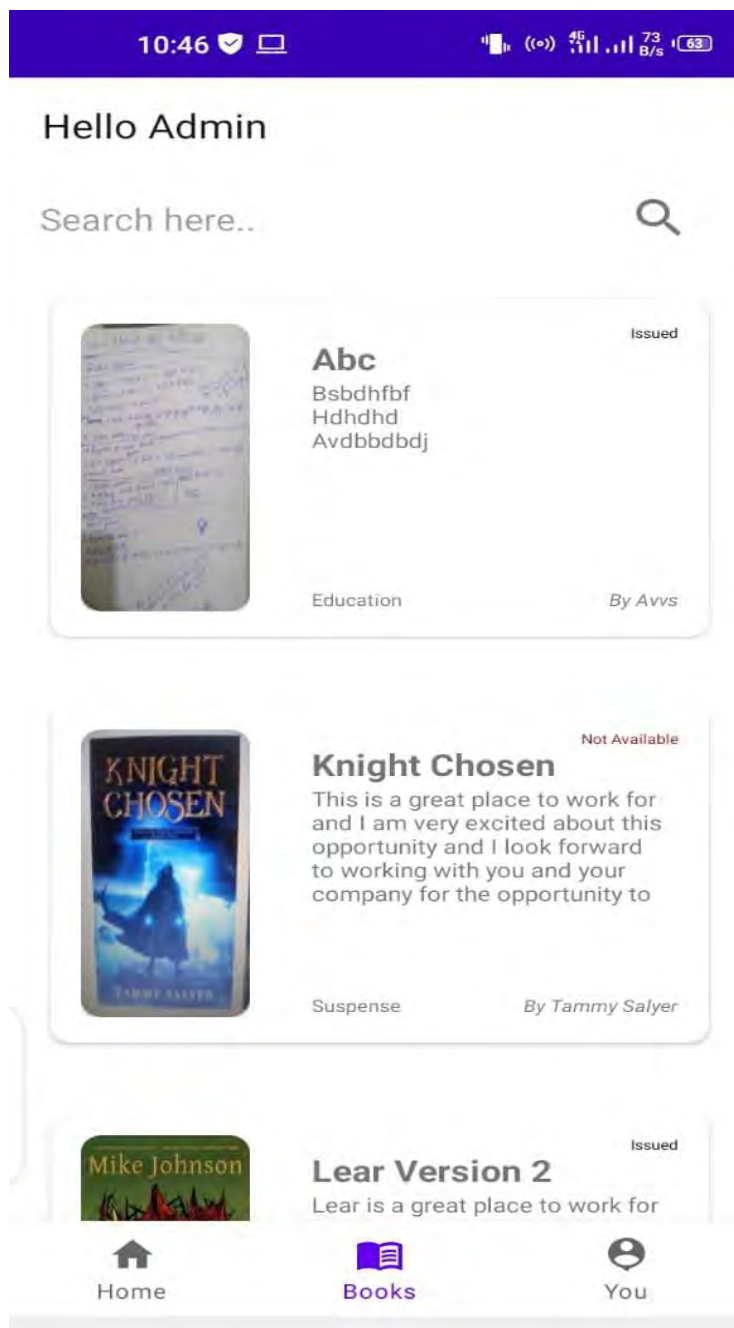 10:46
4G
73
B/s
63
Hello Admin
Search here..
Issued
Abc
Bsbdhfbf
Hdhdhd
Avdbbdbdj
Education
By Avvs
Not Available
KNIGHT
CHOSEN
TAMMY SALYER
Knight Chosen
This is a great place to work for
and I am very excited about this
opportunity and I look forward
to working with you and your
company for the opportunity to
Suspense
By Tammy Salyer
Issued
Mike Johnson
Lear Version 2
Lear is a great place to work for
Home
Books
You